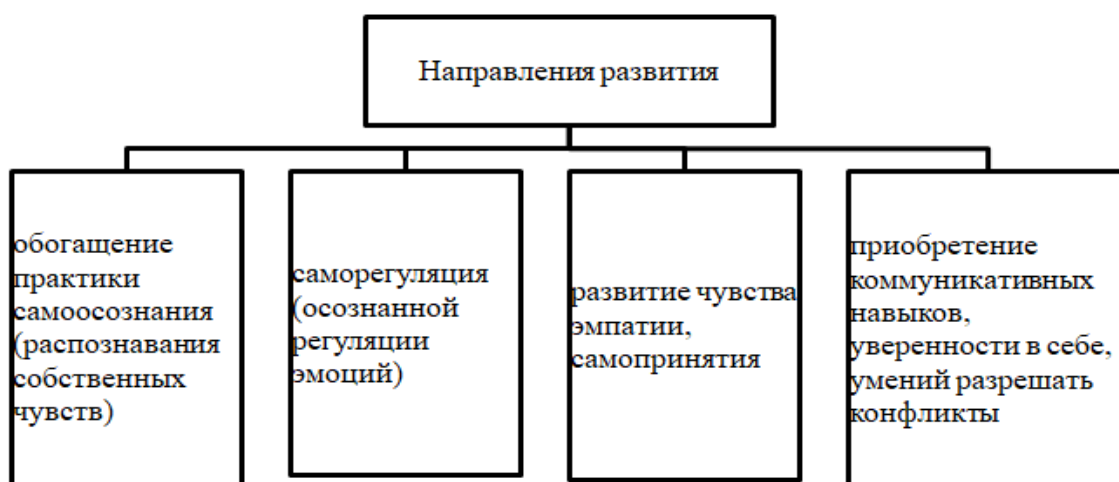 Направления развития
обогащение
практики
самоосознания
(распознавания
собственных
чувств)
саморегуляция
(осознанной
регуляции
эмоций)
развитие чувства
эмпатии,
самопринятия
приобретение
коммуникативных
навыков,
уверенности в себе,
умений разрешать
конфликты